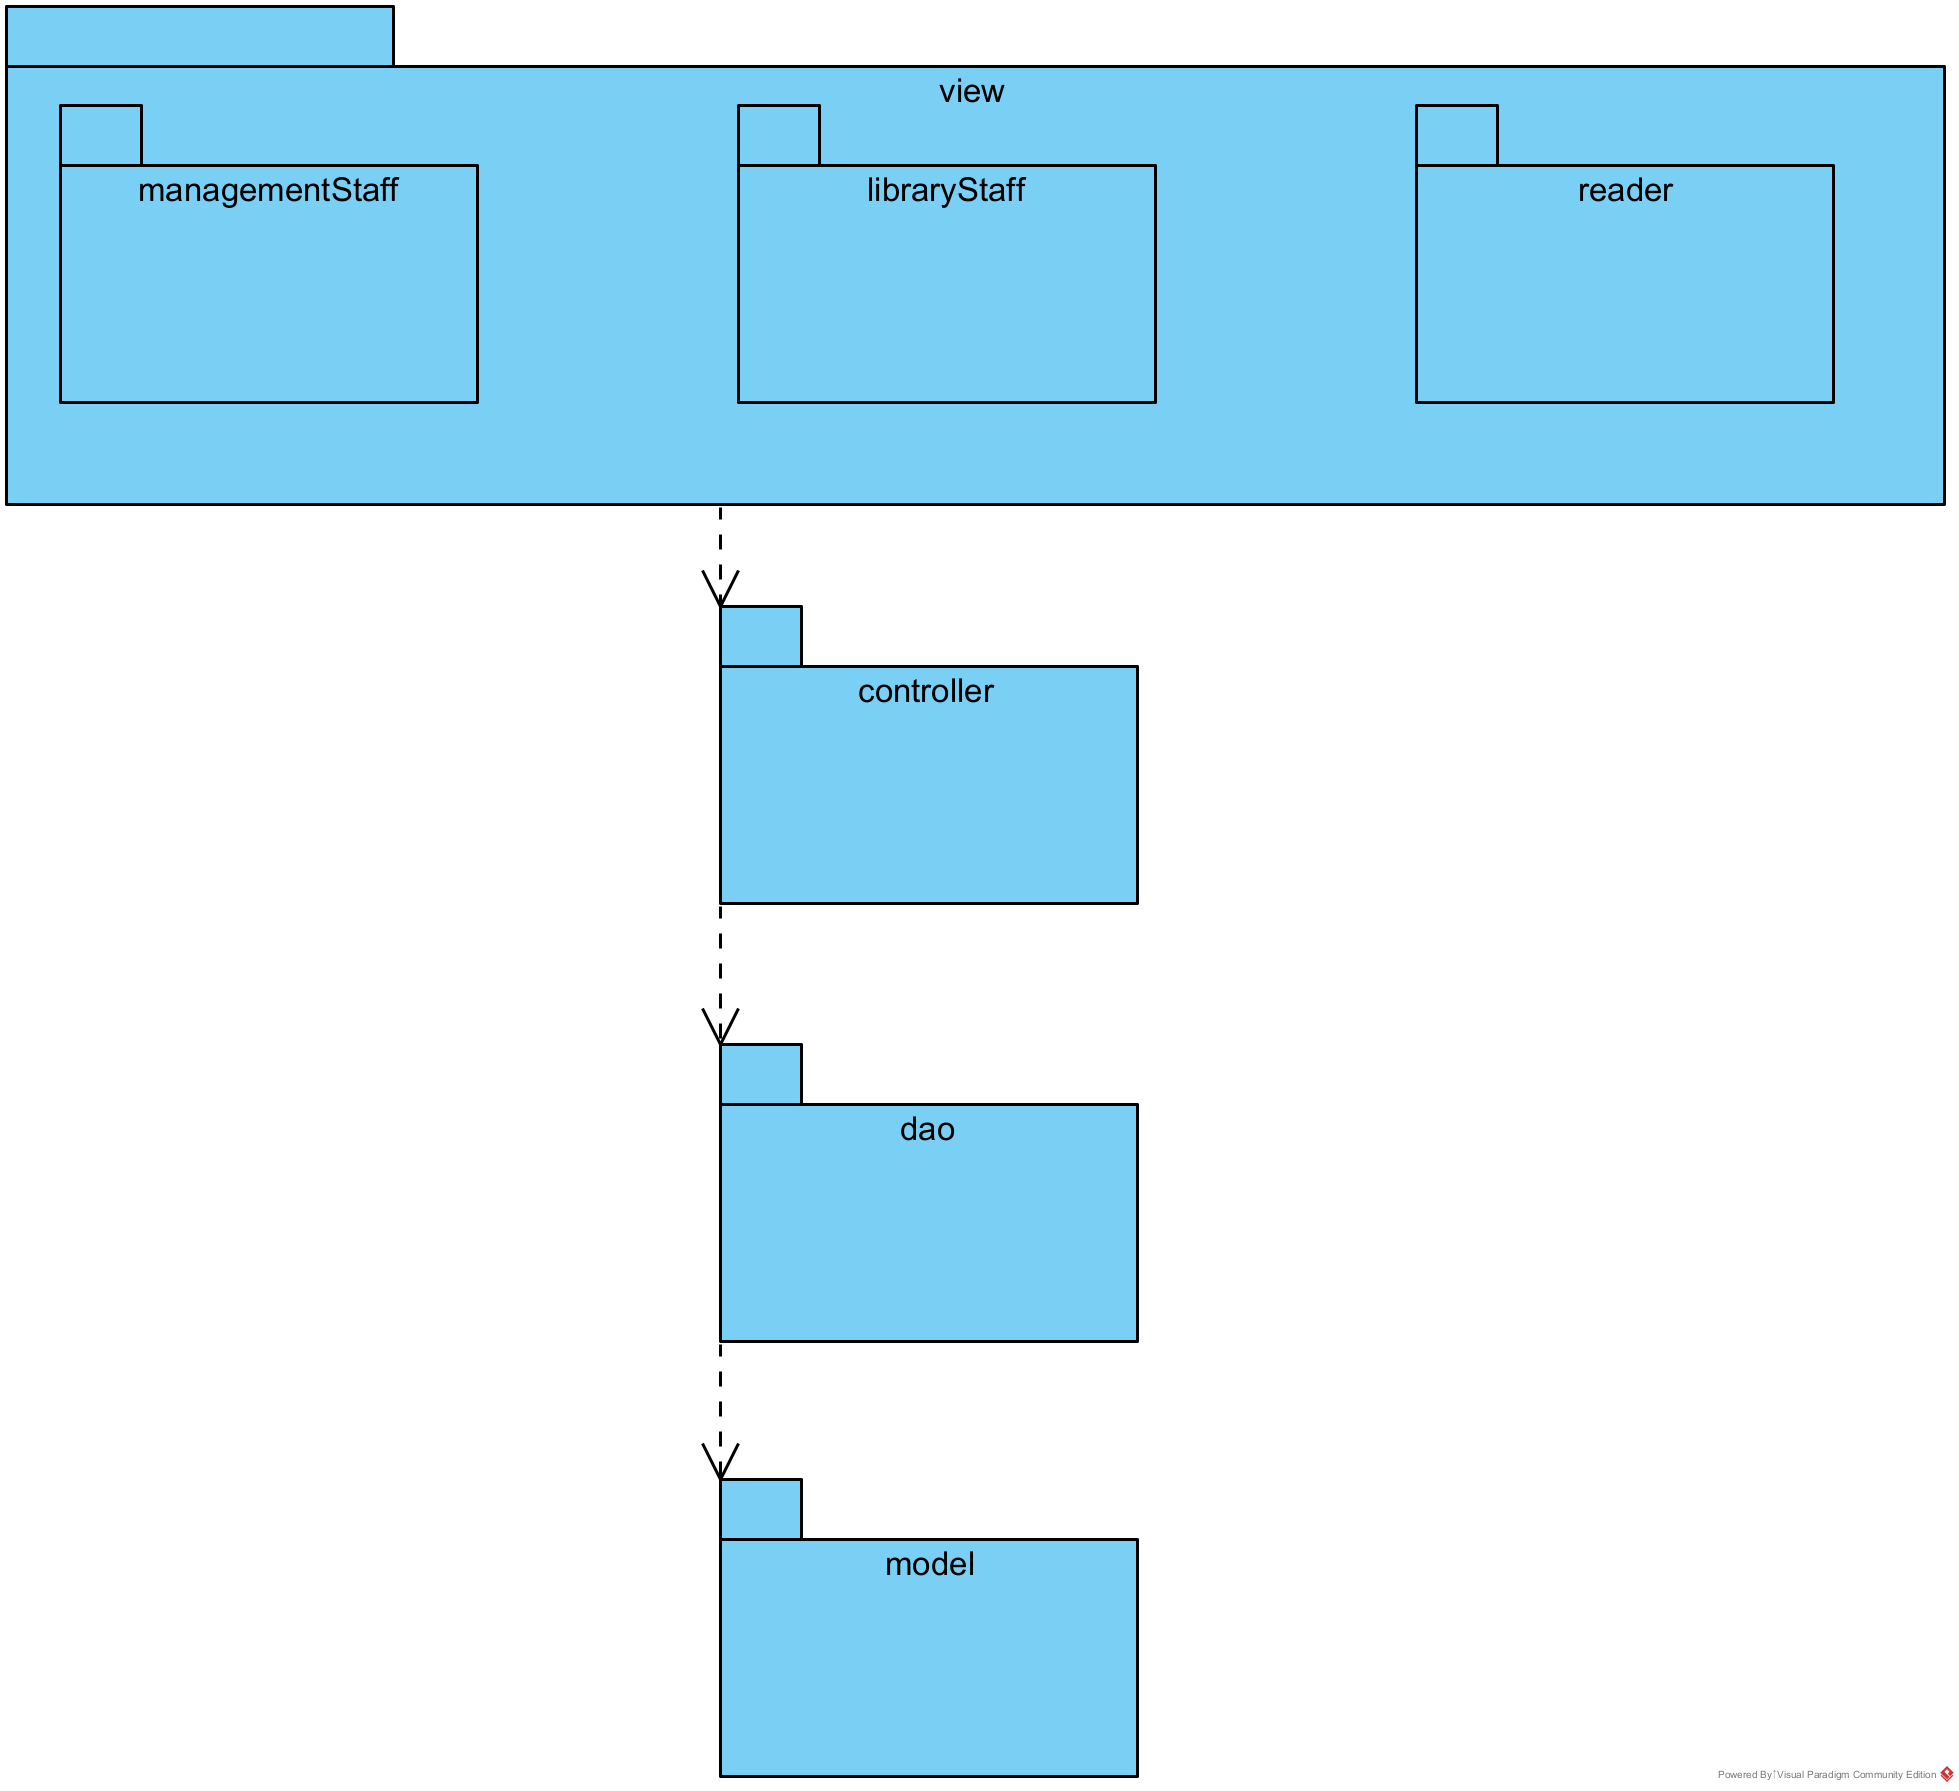 view
managementStaff
libraryStaff
reader
controller
dao
model
Powered By Visual Paradigm Community Edition